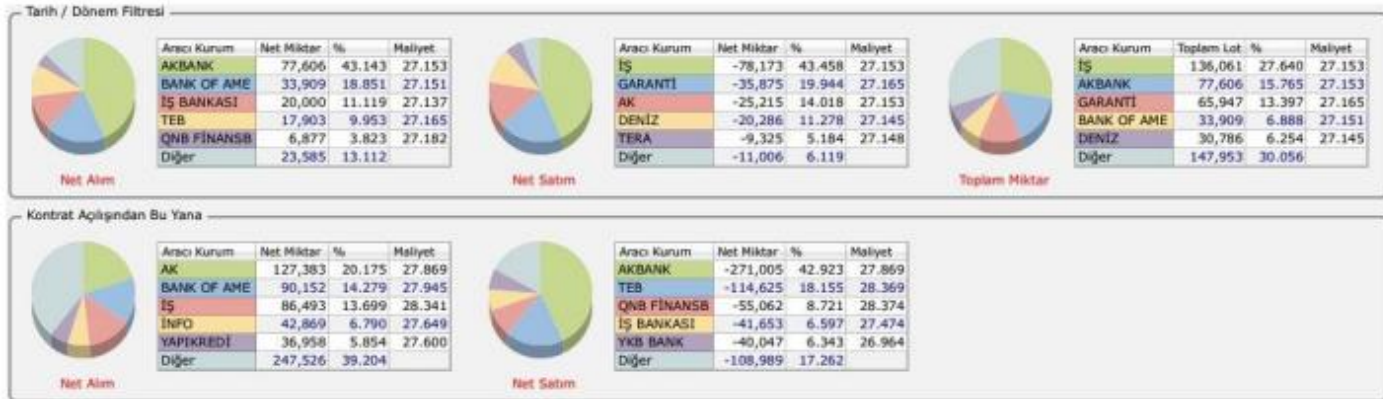 Tarih / Dönem Filtresi
Aracı Kurum Net Miktar % Maliyet
AKBANK 77,606 43.143 27.153
BANK OF AME 33,909 18.851 27.151
İŞ BANKASI 20,000 11.119 27.137
TEB 17,903 9.953 27.165
QNB FİNANSB 6,877 3.823 27.182
Diğer 23,585 13.112
Net Alım
Aracı Kurum Net Miktar % Maliyet
İŞ -78,173 43.458 27.153
GARANTİ -35,875 19.944 27.165
AK -25,215 14.018 27.153
DENİZ -20,286 11.278 27.145
TERA -9,325 5.184 27.148
Diğer -11,006 6.119
Net Satım
Aracı Kurum Toplam Lot % Maliyet
İŞ 136,061 27.640 27.153
AKBANK 77,606 15.765 27.153
GARANTİ 65,947 13.397 27.165
BANK OF AME 33,909 6.888 27.151
DENİZ 30,786 6.254 27.145
Diğer 147,953 30.056
Toplam Miktar
Kontrat Açılışından Bu Yana
Aracı Kurum Net Miktar % Maliyet
AK 127,383 20.175 27.869
BANK OF AME 90,152 14.279 27.945
İŞ 86,493 13.699 28.341
İNFO 42,869 6.790 27.649
YAPIKREDİ 36,958 5.854 27.600
Diğer 247,526 39.204
Net Alım
Aracı Kurum Net Miktar % Maliyet
AKBANK -271,005 42.923 27.869
TEB -114,625 18.155 28.369
QNB FİNANSB -55,062 8.721 28.374
İŞ BANKASI -41,653 6.597 27.474
YKB BANK -40,047 6.343 26.964
Diğer -108,989 17.262
Net Satım